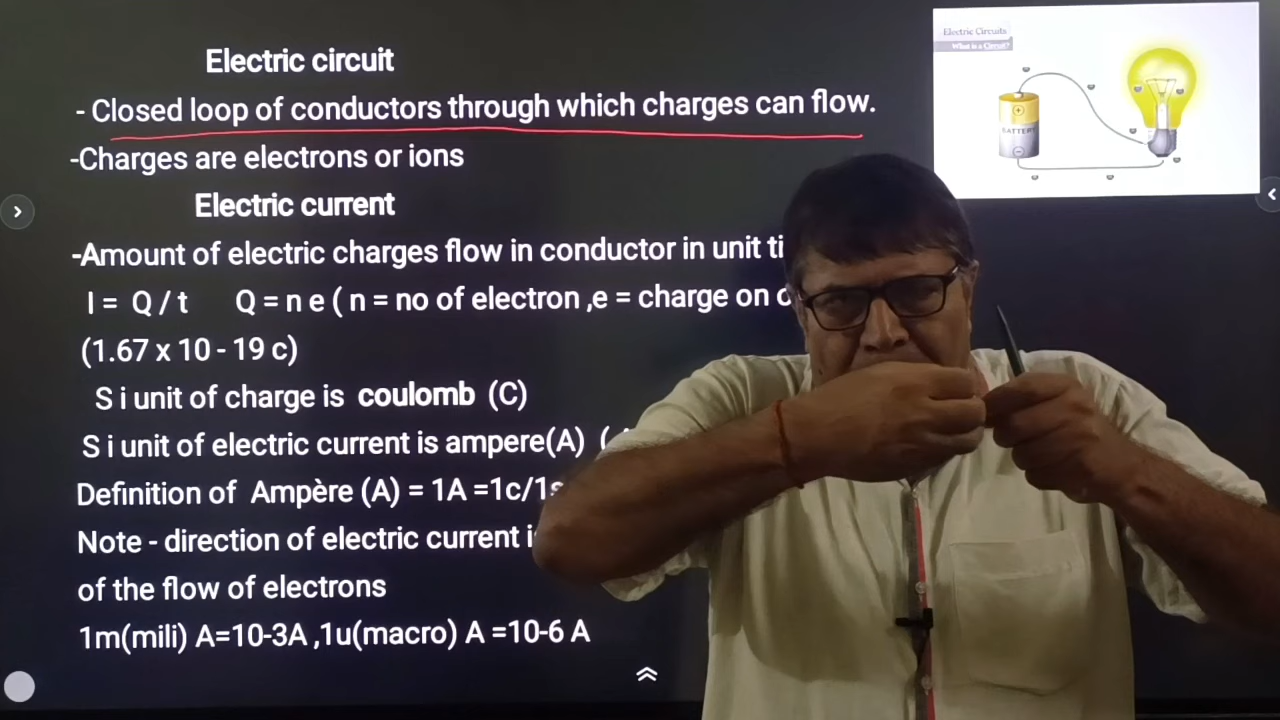 Electric circuit
- Closed loop of conductors through which charges can flow.
-Charges are electrons or ions
Electric current
-Amount of electric charges flow in conductor in unit ti
I = Q / t Q = n e ( n = no of electron ,e = charge on
(1.67 x 10 - 19 c)
S i unit of charge is coulomb (C)
S i unit of electric current is ampere(A) (
Definition of Ampère (A) = 1A =1c/1s
Note - direction of electric current i
of the flow of electrons
1m(mili) A=10-3A ,1u(macro) A =10-6 A
Electric Circuits
What is a Circuit?
+
BATTERY